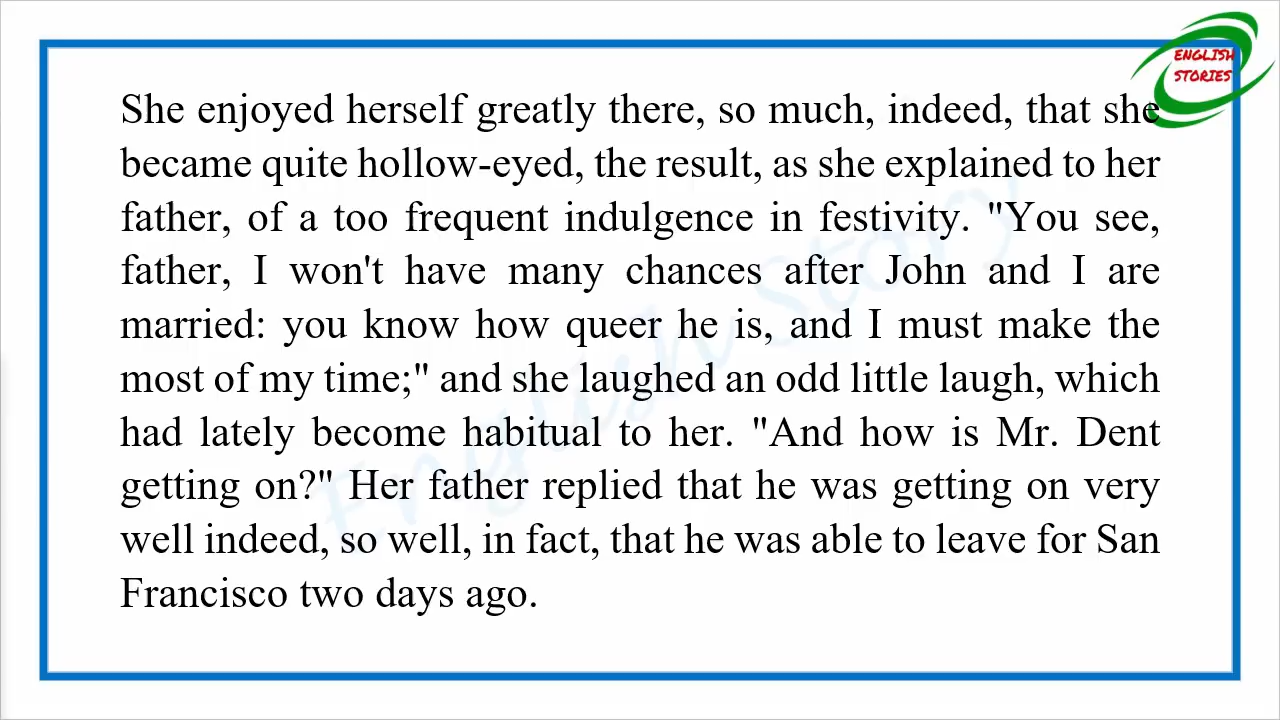 ENGLISH
STORIES
She enjoyed herself greatly there, so much, indeed, that she
became quite hollow-eyed, the result, as she explained to her
father, of a too frequent indulgence in festivity. "You see,
father, I won't have many chances after John and I are
married: you know how queer he is, and I must make the
most of my time;" and she laughed an odd little laugh, which
had lately become habitual to her. "And how is Mr. Dent
getting on?" Her father replied that he was getting on very
well indeed, so well, in fact, that he was able to leave for San
Francisco two days ago.
English Story